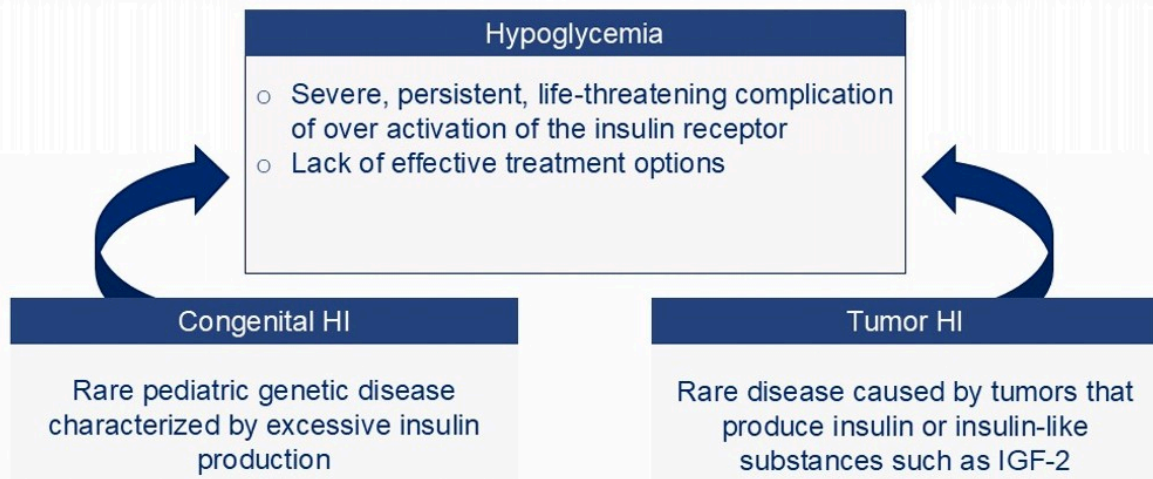 Hypoglycemia
o Severe, persistent, life-threatening complication
of over activation of the insulin receptor
o Lack of effective treatment options
Congenital HI
Rare pediatric genetic disease
characterized by excessive insulin
production
Tumor HI
Rare disease caused by tumors that
produce insulin or insulin-like
substances such as IGF-2